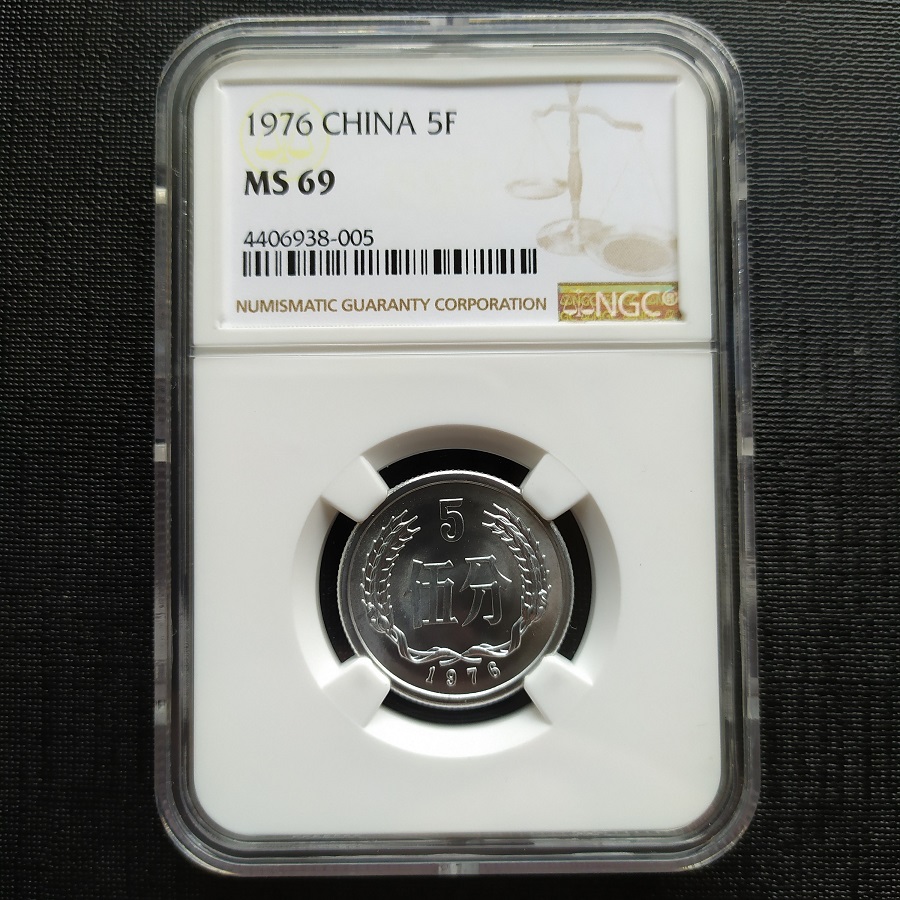 1976 CHINA 5F
MS 69
4406938-005
NUMISMATIC GUARANTY CORPORATION
NGC
5
伍分
1976